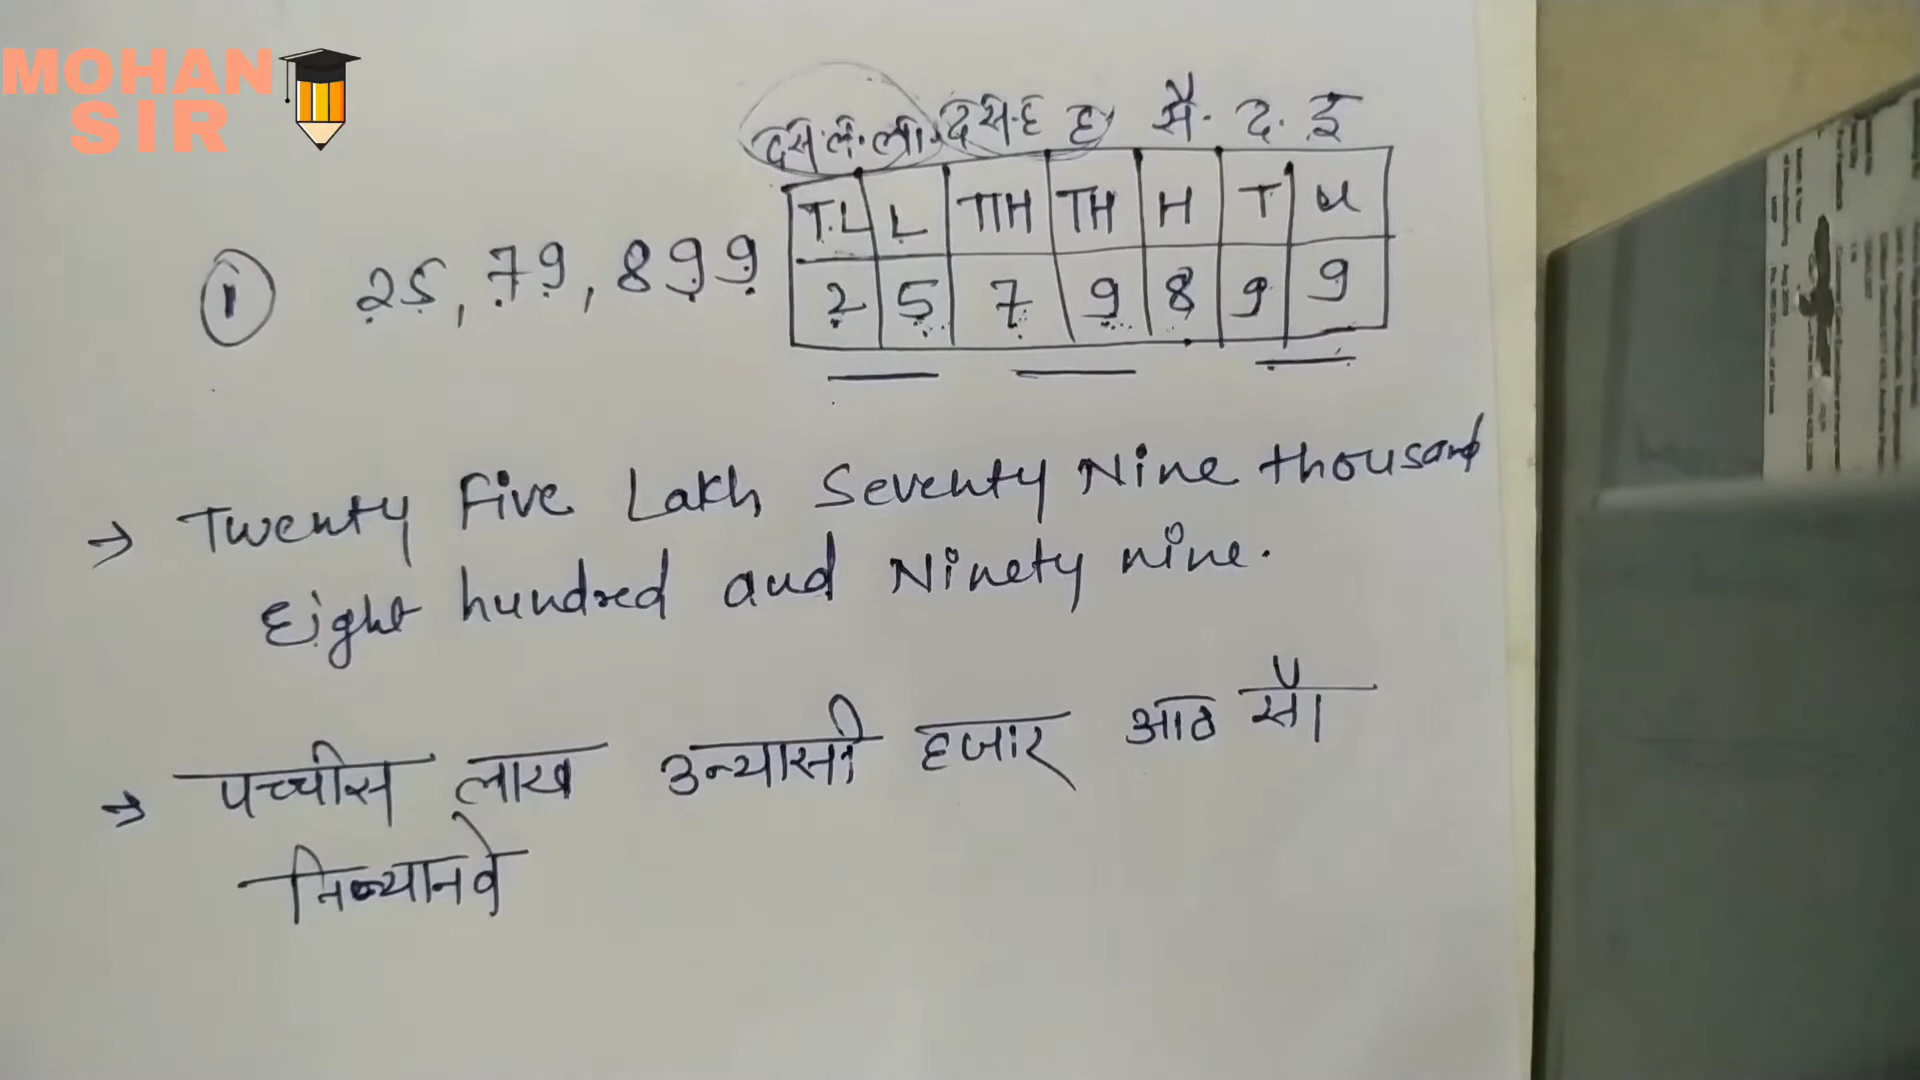 MOHAN
SIR
दस.ल. ला. दस.ह ह सै. द. ई
T.L L TTH TH H T U
① 25,79,899
2 5 7 9 8 9 9
→ Twenty Five Lakh Seventy Nine thousand
Eight hundred and Ninety nine.
→ पच्चीस लाख उन्यासी हजार आठ सौ
निन्यानवे